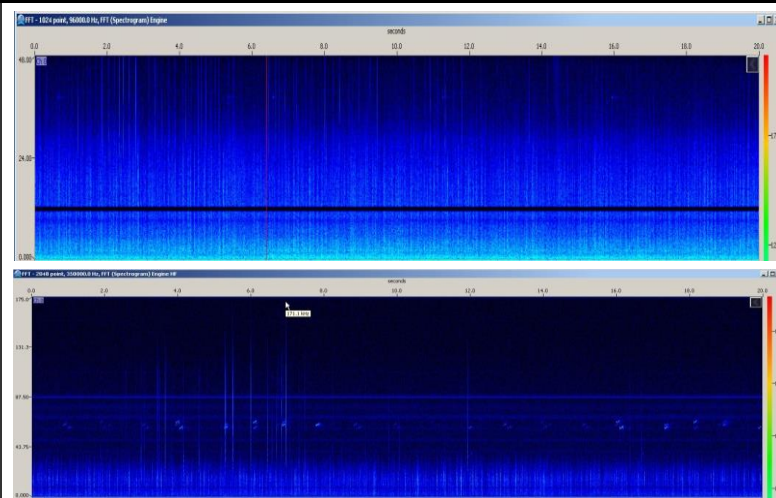 FFT - 1024 point, 96000.0 Hz, FFT (Spectrogram) Engine
seconds
0.0 2.0 4.0 6.0 8.0 10.0 12.0 14.0 16.0 18.0 20.0
48.00
24.00
0.000
FFT - 2048 point, 350000.0 Hz, FFT (Spectrogram) Engine HF
seconds
0.0 2.0 4.0 6.0 8.0 10.0 12.0 14.0 16.0 18.0 20.0
175.0
171.1 kHz
131.3
87.50
43.75
0.000